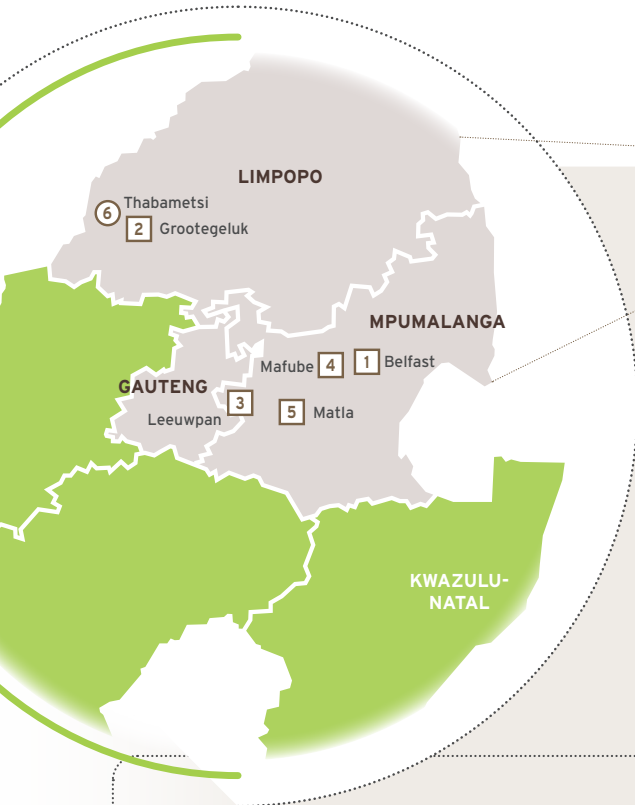 LIMPOPO
6 Thabametsi
2 Grootegeluk
MPUMALANGA
Mafube 4
1 Belfast
GAUTENG
3
Leeuwpan
5 Matla
KWAZULU-
NATAL